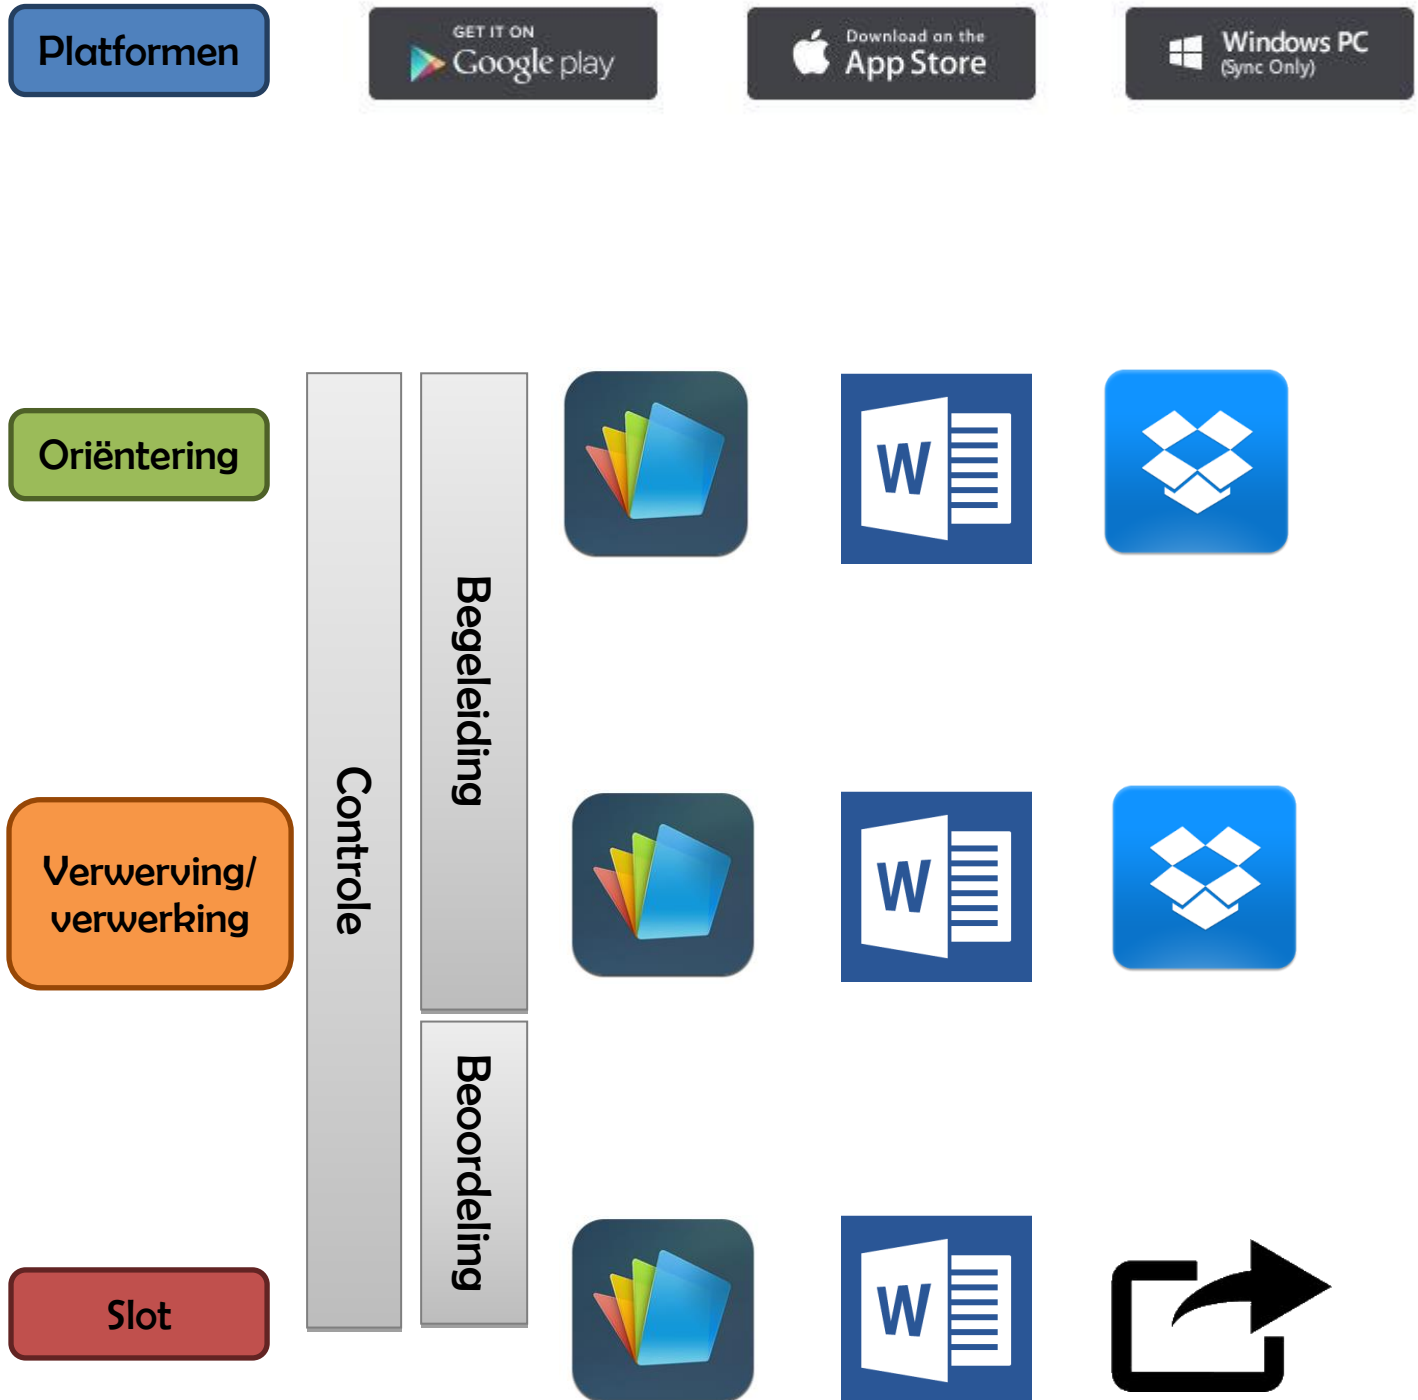 Platformen
GET IT ON
Google play
Download on the
App Store
Windows PC
(Sync Only)
Oriëntering
Begeleiding
W
Controle
Verwerving/
verwerking
W
Beoordeling
Slot
W